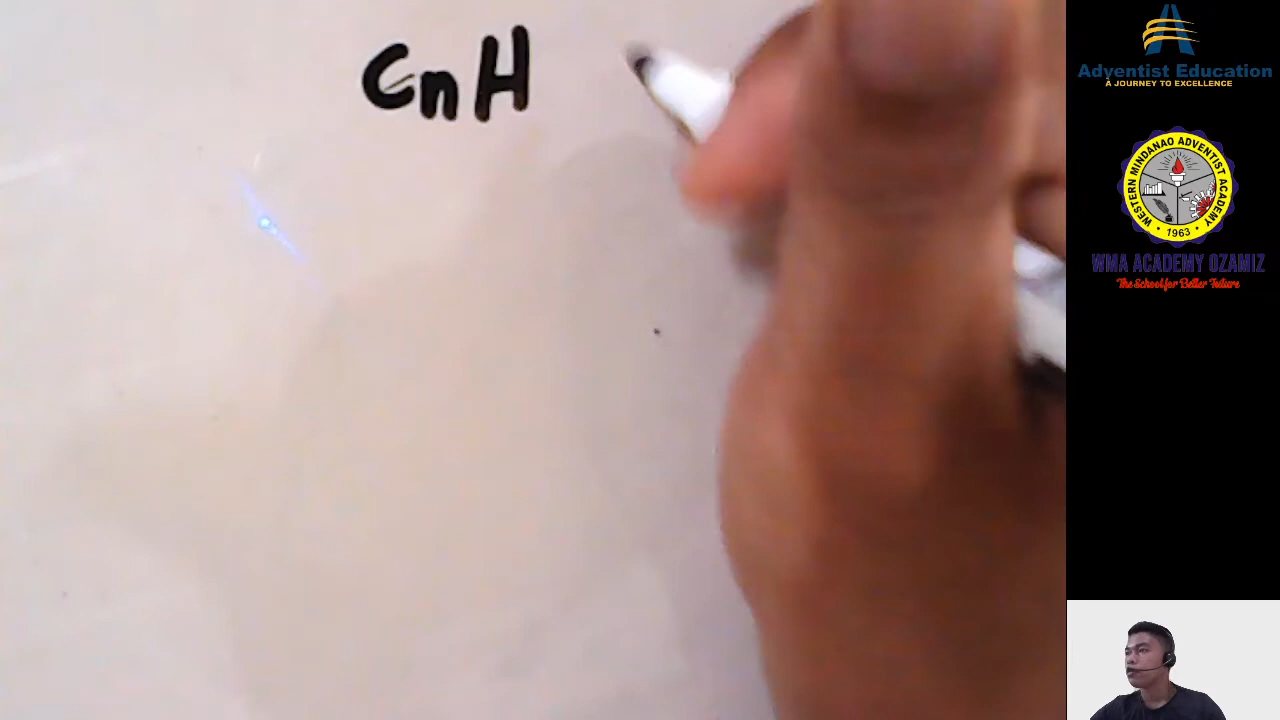 CnH
Adventist Education
A JOURNEY TO EXCELLENCE
WESTERN MINDANAO ADVENTIST ACADEMY
• 1963 •
WMA ACADEMY OZAMIZ
The School for Better Future